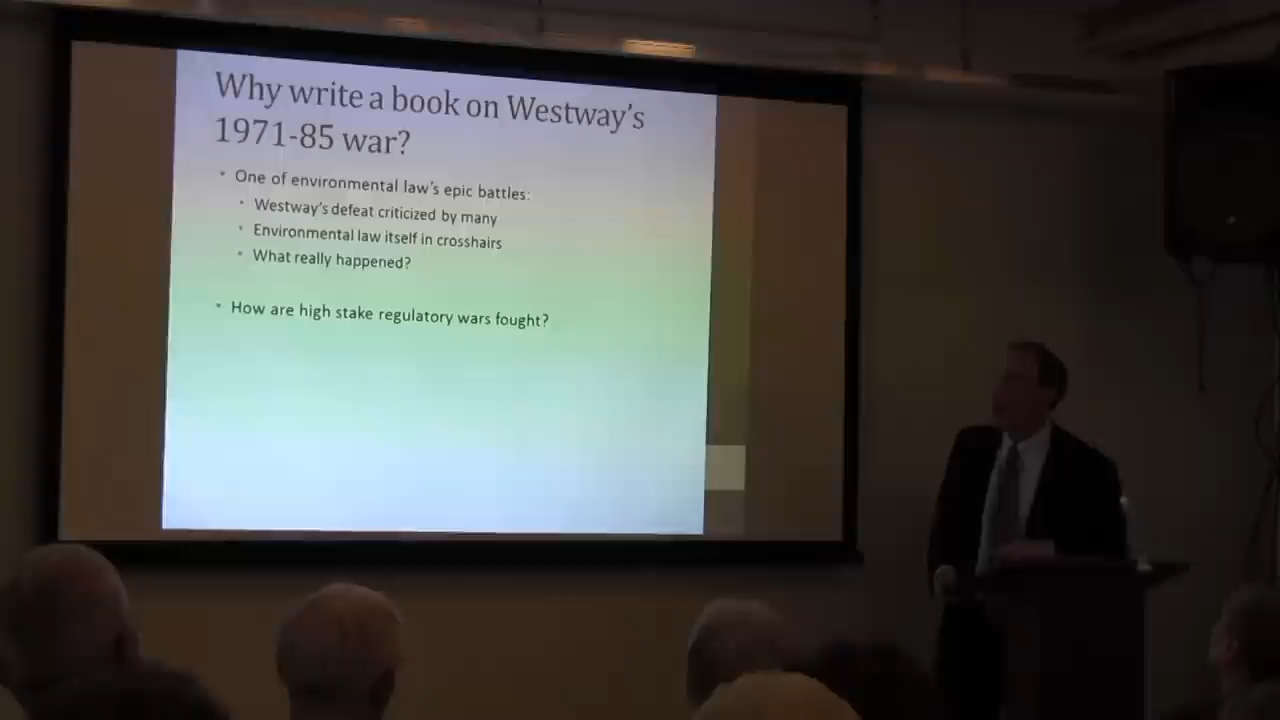 Why write a book on Westway's
1971-85 war?
• One of environmental law's epic battles:
• Westway's defeat criticized by many
• Environmental law itself in crosshairs
• What really happened?
• How are high stake regulatory wars fought?